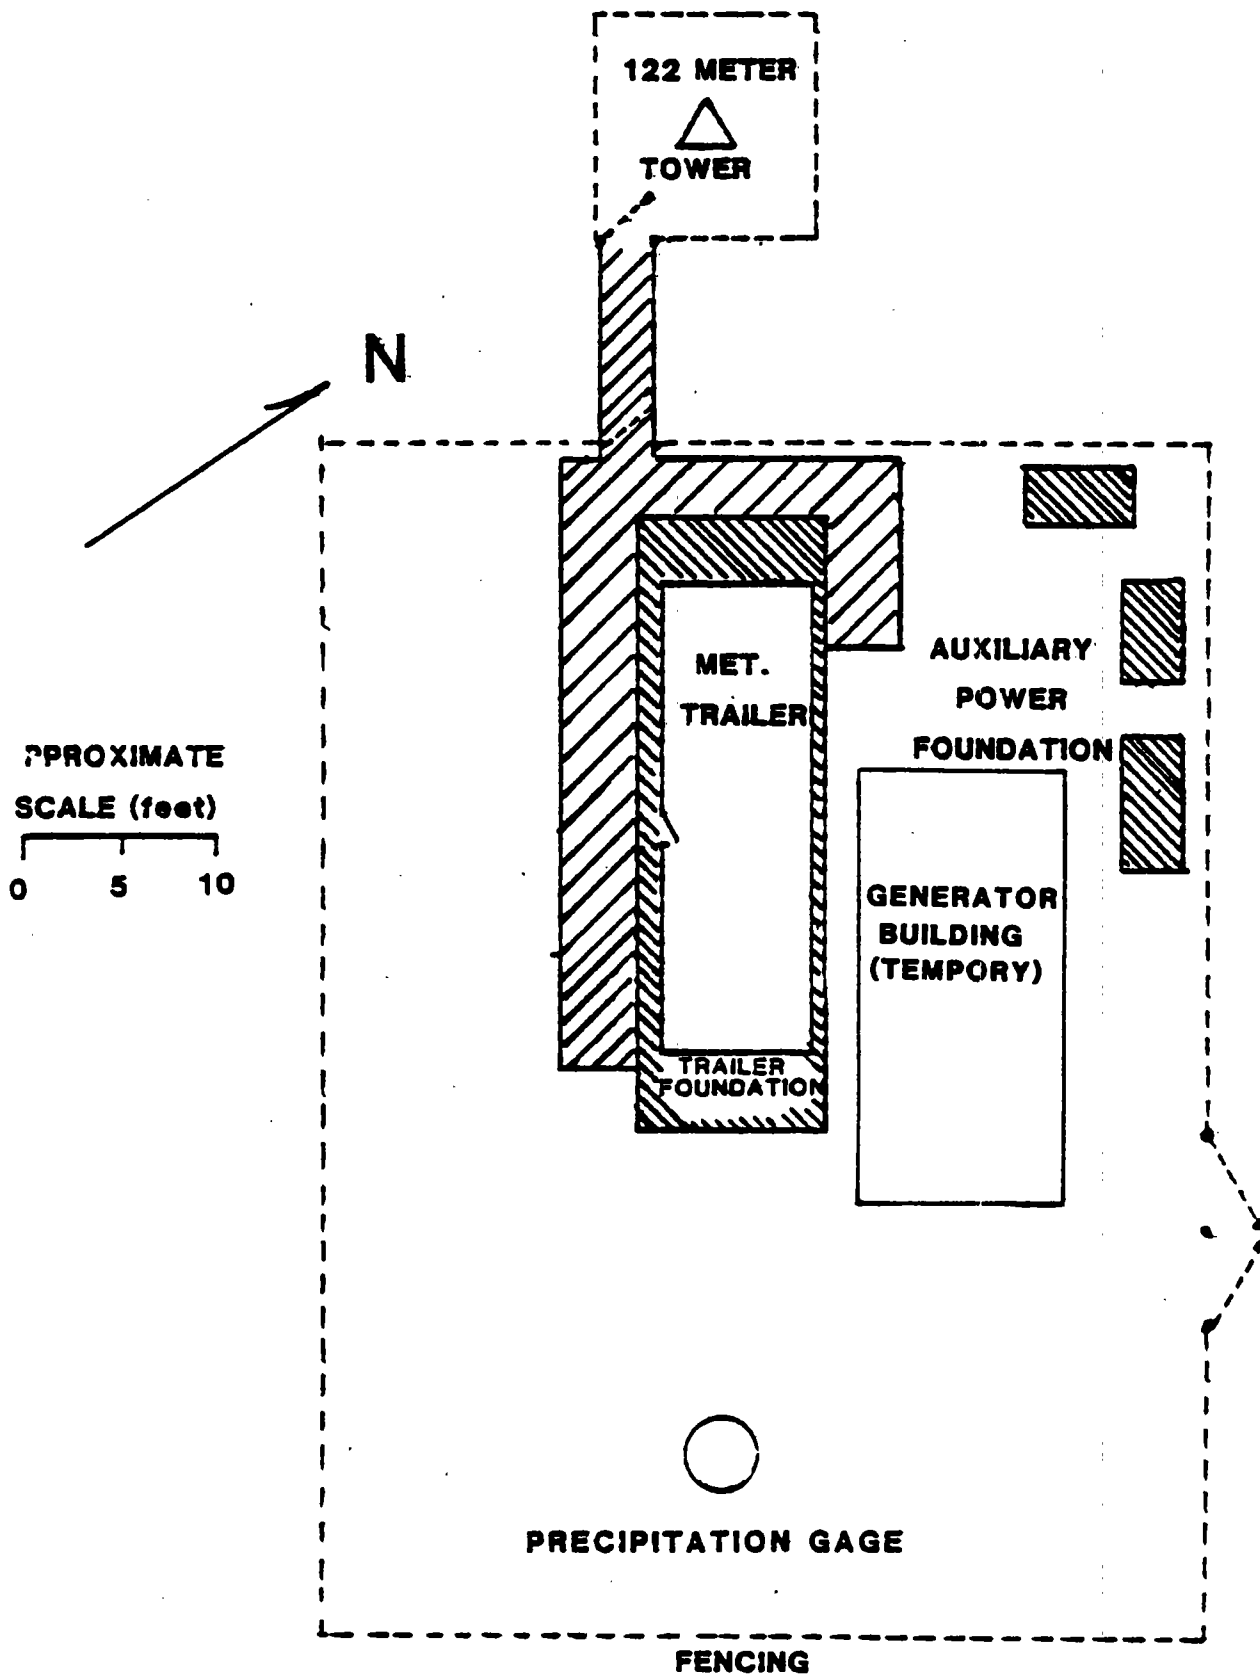 122 METER
TOWER
N
MET.
TRAILER
AUXILIARY
POWER
FOUNDATION
PPROXIMATE
SCALE (feet)
0 5 10
GENERATOR
BUILDING
(TEMPORY)
TRAILER
FOUNDATION
PRECIPITATION GAGE
FENCING